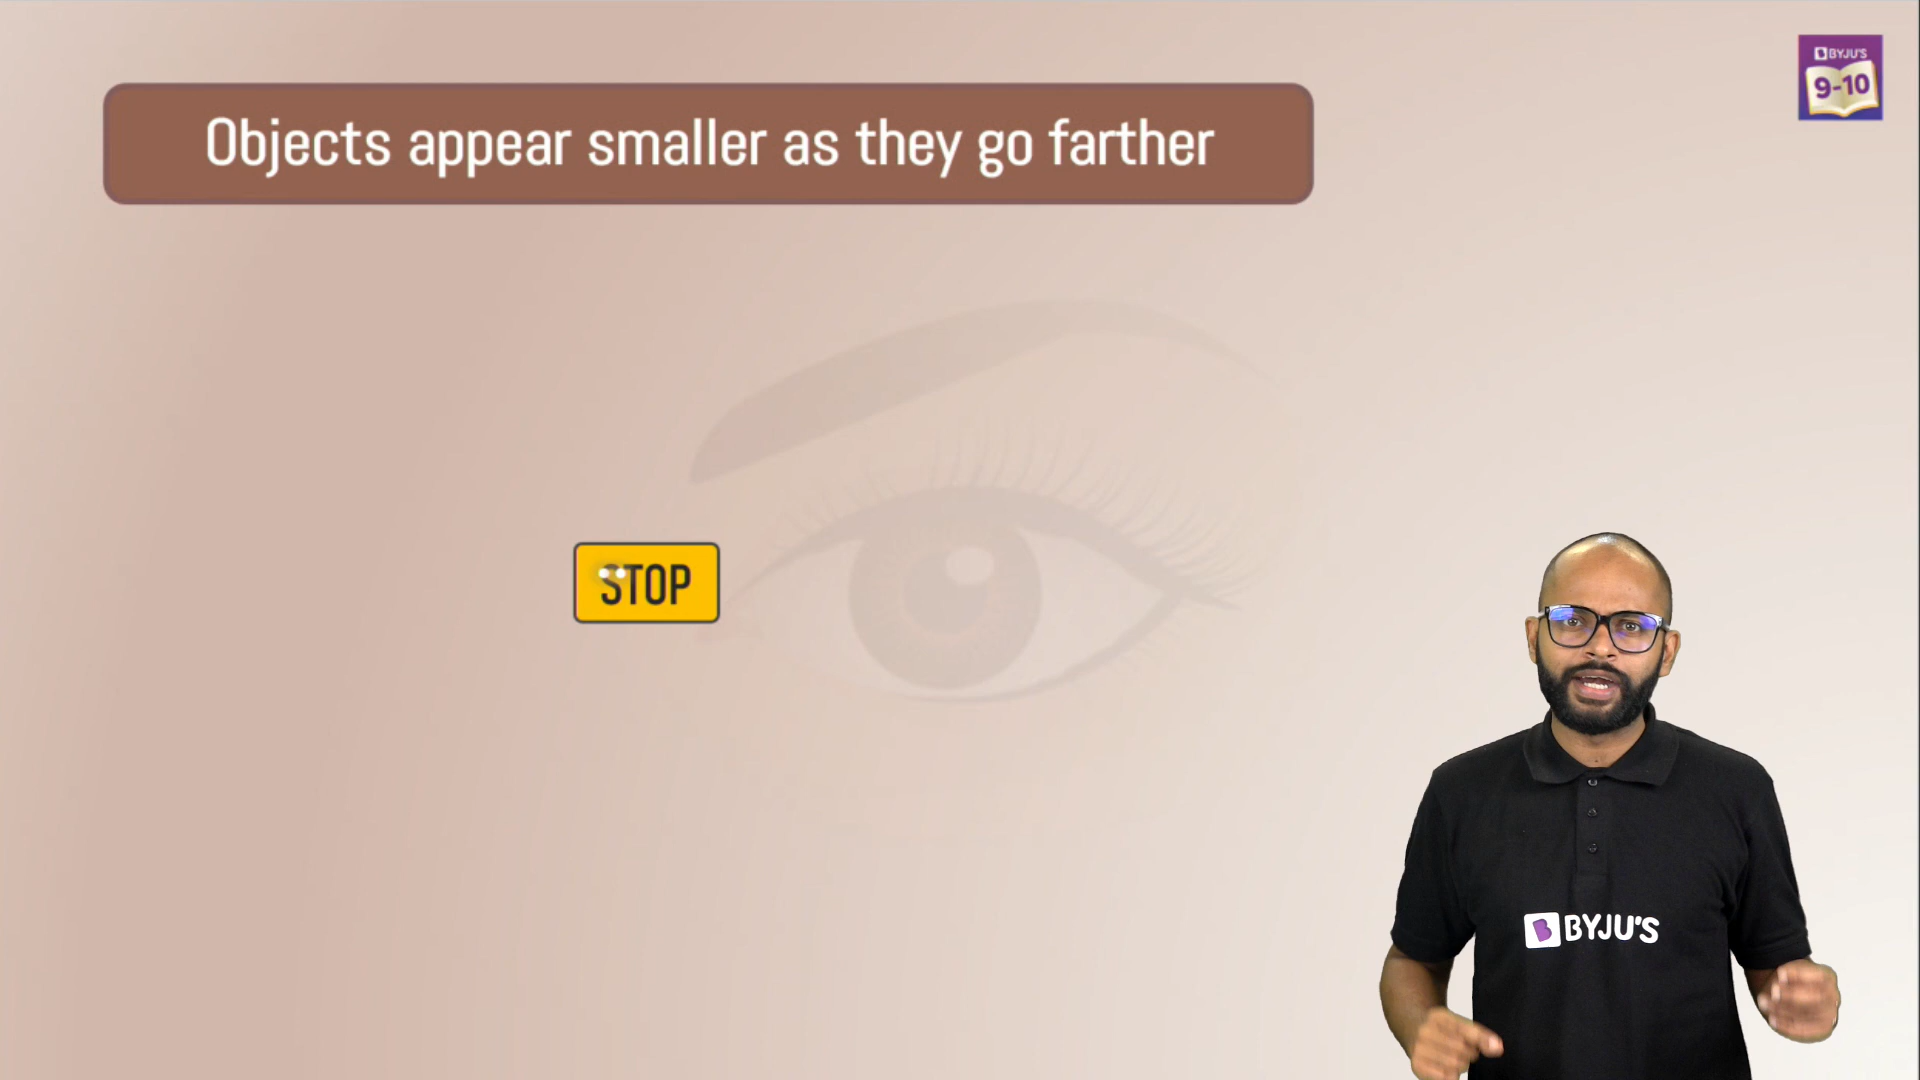 BYJU'S
9-10
Objects appear smaller as they go farther
STOP
BYJU'S